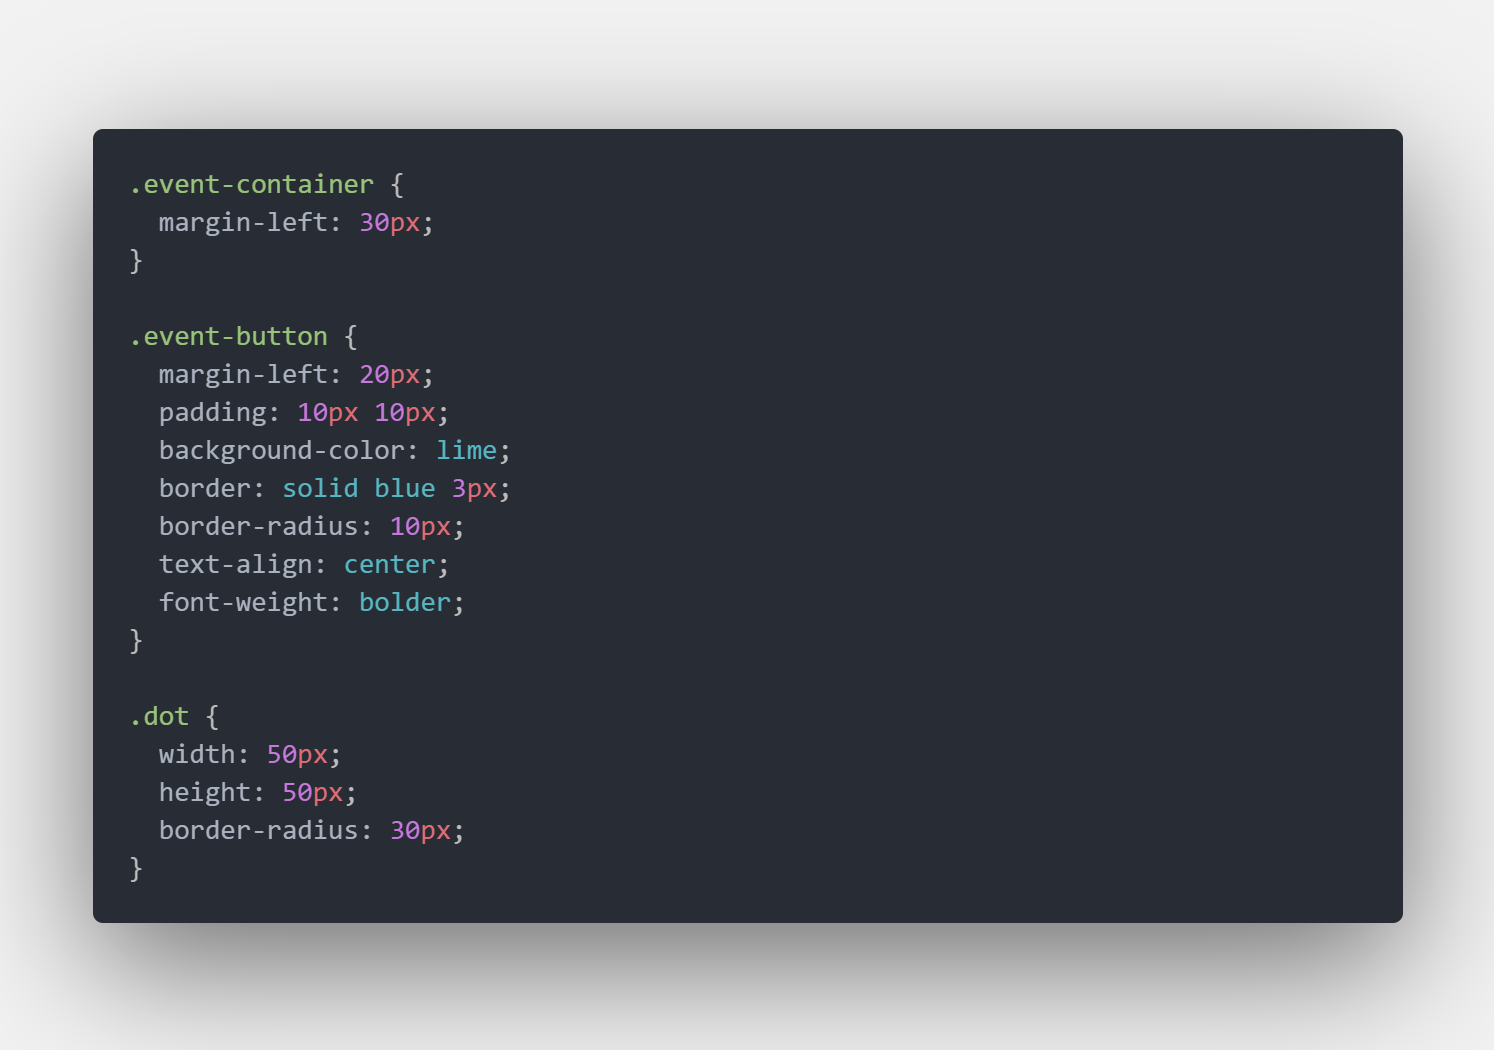 .event-container {
  margin-left: 30px;
}

.event-button {
  margin-left: 20px;
  padding: 10px 10px;
  background-color: lime;
  border: solid blue 3px;
  border-radius: 10px;
  text-align: center;
  font-weight: bolder;
}

.dot {
  width: 50px;
  height: 50px;
  border-radius: 30px;
}